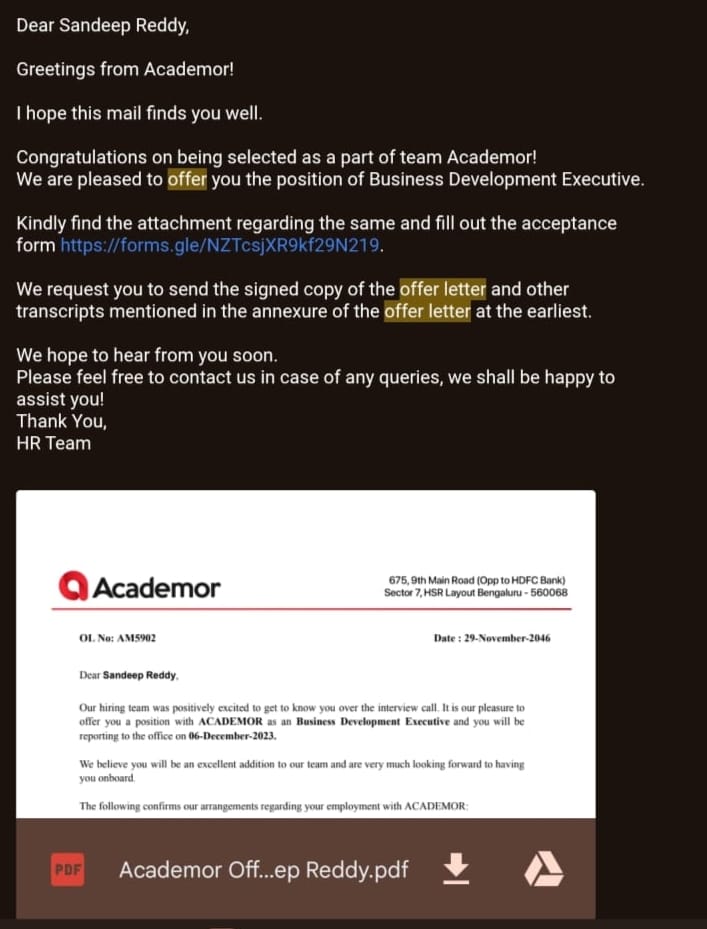 Dear Sandeep Reddy,
Greetings from Academor!
I hope this mail finds you well.
Congratulations on being selected as a part of team Academor!
We are pleased to offer you the position of Business Development Executive.
Kindly find the attachment regarding the same and fill out the acceptance
form https://forms.gle/NZTcsjXR9kf29N219.
We request you to send the signed copy of the offer letter and other
transcripts mentioned in the annexure of the offer letter at the earliest.
We hope to hear from you soon.
Please feel free to contact us in case of any queries, we shall be happy to
assist you!
Thank You,
HR Team
Academor
675, 9th Main Road (Opp to HDFC Bank)
Sector 7, HSR Layout Bengaluru - 560068
OL No: AM5902
Date : 29-November-2046
Dear Sandeep Reddy,
Our hiring team was positively excited to get to know you over the interview call. It is our pleasure to
offer you a position with ACADEMOR as an Business Development Executive and you will be
reporting to the office on 06-December-2023.
We believe you will be an excellent addition to our team and are very much looking forward to having
you onboard.
The following confirms our arrangements regarding your employment with ACADEMOR:
PDF
Academor Off...ep Reddy.pdf